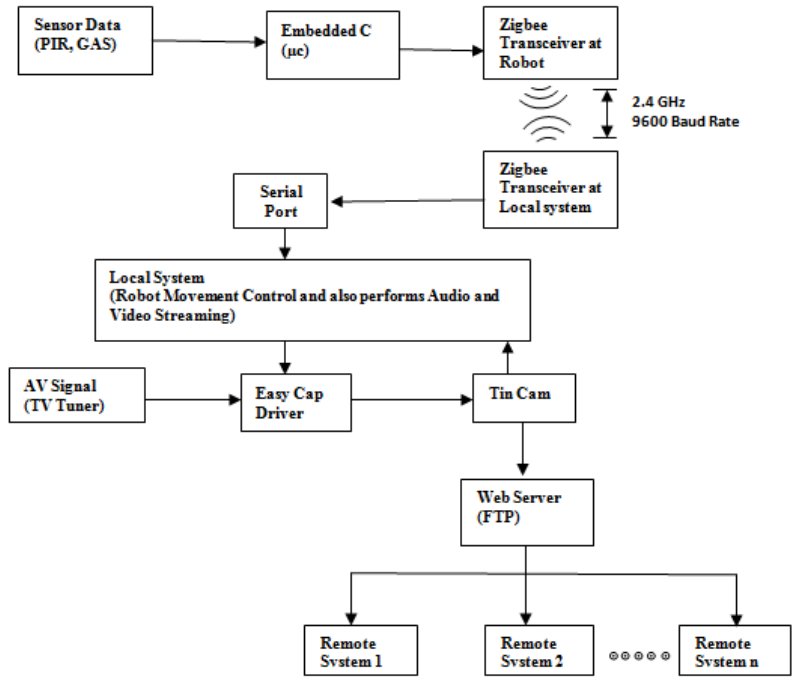 Sensor Data
(PIR, GAS)
Embedded C
(µc)
Zigbee
Transceiver at
Robot
2.4 GHz
9600 Baud Rate
Zigbee
Transceiver at
Local system
Serial
Port
Local System
(Robot Movement Control and also performs Audio and
Video Streaming)
AV Signal
(TV Tuner)
Easy Cap
Driver
Tin Cam
Web Server
(FTP)
Remote
System 1
Remote
System 2
Remote
System n